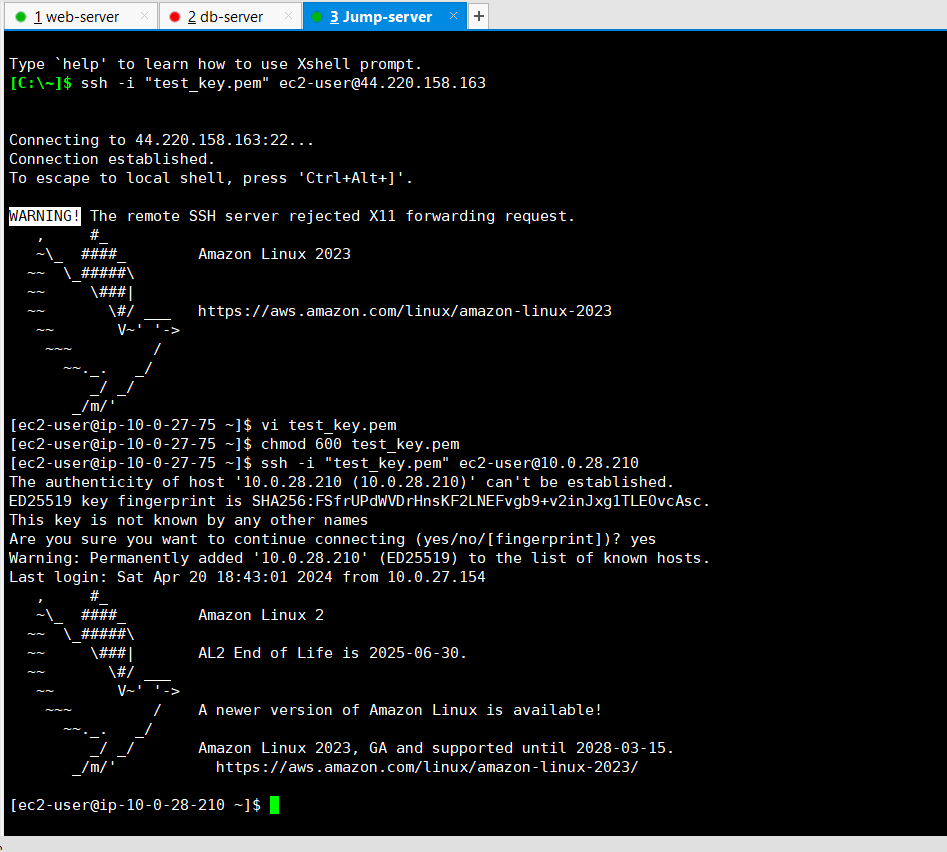 1 web-server × 2 db-server × 3 Jump-server × +
Type `help' to learn how to use Xshell prompt.
[C:\~]$ ssh -i "test_key.pem" ec2-user@44.220.158.163
Connecting to 44.220.158.163:22...
Connection established.
To escape to local shell, press 'Ctrl+Alt+]'.
WARNING! The remote SSH server rejected X11 forwarding request.
   ,     #_
   ~\_  ####_        Amazon Linux 2023
  ~~  \_#####\
  ~~     \###|
  ~~       \#/ ___   https://aws.amazon.com/linux/amazon-linux-2023
   ~~       V~' '->
    ~~~         /
      ~~._.   _/
         _/ _/
       _/m/'
[ec2-user@ip-10-0-27-75 ~]$ vi test_key.pem
[ec2-user@ip-10-0-27-75 ~]$ chmod 600 test_key.pem
[ec2-user@ip-10-0-27-75 ~]$ ssh -i "test_key.pem" ec2-user@10.0.28.210
The authenticity of host '10.0.28.210 (10.0.28.210)' can't be established.
ED25519 key fingerprint is SHA256:FSfrUPdWVDrHnsKF2LNEFvgb9+v2inJxg1TLEOvcAsc.
This key is not known by any other names
Are you sure you want to continue connecting (yes/no/[fingerprint])? yes
Warning: Permanently added '10.0.28.210' (ED25519) to the list of known hosts.
Last login: Sat Apr 20 18:43:01 2024 from 10.0.27.154
   ,     #_
   ~\_  ####_        Amazon Linux 2
  ~~  \_#####\
  ~~     \###|       AL2 End of Life is 2025-06-30.
  ~~       \#/ ___
   ~~       V~' '->
    ~~~         /    A newer version of Amazon Linux is available!
      ~~._.   _/
         _/ _/       Amazon Linux 2023, GA and supported until 2028-03-15.
       _/m/'           https://aws.amazon.com/linux/amazon-linux-2023/
[ec2-user@ip-10-0-28-210 ~]$